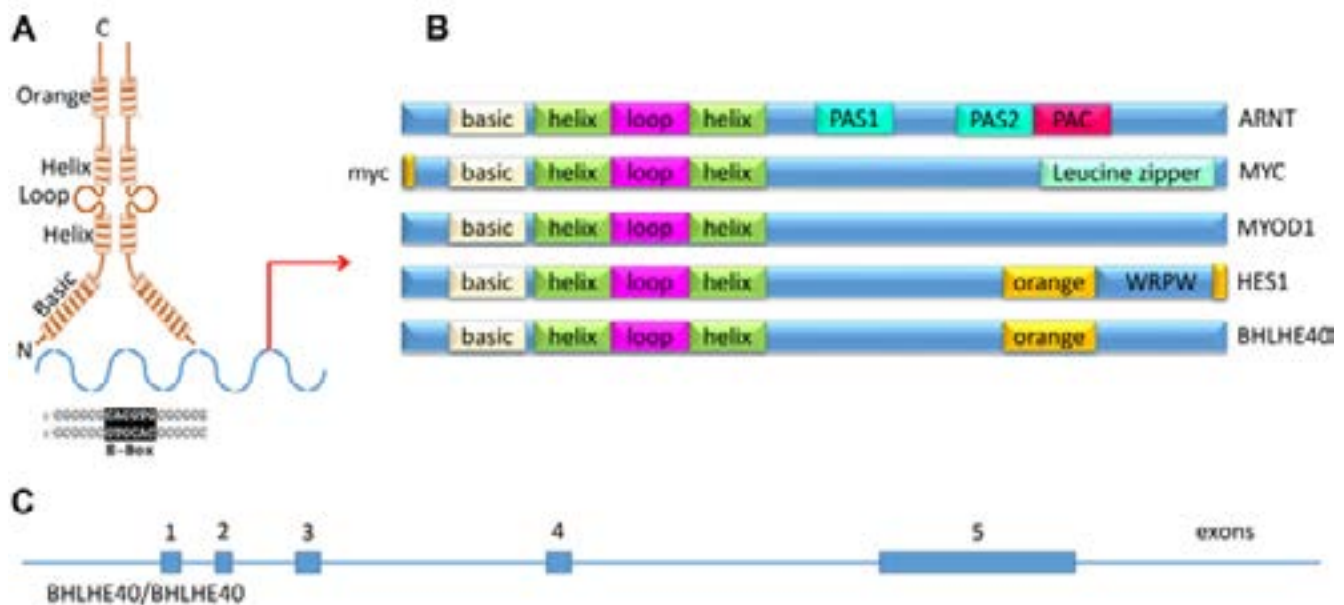 A
C
Orange
Helix
Loop
Helix
Basic
N
E-Box
B
basic helix loop helix PAS1 PAS2 PAC ARNT
myc basic helix loop helix Leucine zipper MYC
basic helix loop helix MYOD1
basic helix loop helix orange WRPW HES1
basic helix loop helix orange BHLHE40
C
1 2 3 4 5 exons
BHLHE40/BHLHE40